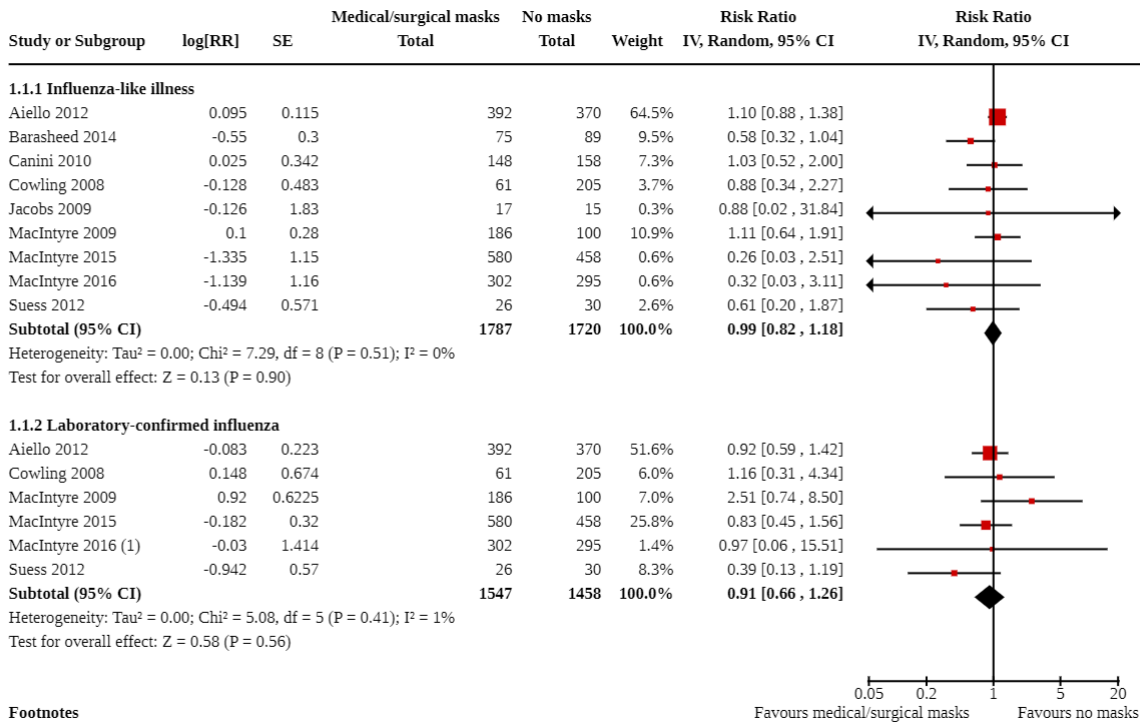 Medical/surgical masks No masks Risk Ratio Risk Ratio
Study or Subgroup log[RR] SE Total Total Weight IV, Random, 95% CI IV, Random, 95% CI
1.1.1 Influenza-like illness
Aiello 2012 0.095 0.115 392 370 64.5% 1.10 [0.88 , 1.38]
Barasheed 2014 -0.55 0.3 75 89 9.5% 0.58 [0.32 , 1.04]
Canini 2010 0.025 0.342 148 158 7.3% 1.03 [0.52 , 2.00]
Cowling 2008 -0.128 0.483 61 205 3.7% 0.88 [0.34 , 2.27]
Jacobs 2009 -0.126 1.83 17 15 0.3% 0.88 [0.02 , 31.84]
MacIntyre 2009 0.1 0.28 186 100 10.9% 1.11 [0.64 , 1.91]
MacIntyre 2015 -1.335 1.15 580 458 0.6% 0.26 [0.03 , 2.51]
MacIntyre 2016 -1.139 1.16 302 295 0.6% 0.32 [0.03 , 3.11]
Suess 2012 -0.494 0.571 26 30 2.6% 0.61 [0.20 , 1.87]
Subtotal (95% CI) 1787 1720 100.0% 0.99 [0.82 , 1.18]
Heterogeneity: Tau² = 0.00; Chi² = 7.29, df = 8 (P = 0.51); I² = 0%
Test for overall effect: Z = 0.13 (P = 0.90)
1.1.2 Laboratory-confirmed influenza
Aiello 2012 -0.083 0.223 392 370 51.6% 0.92 [0.59 , 1.42]
Cowling 2008 0.148 0.674 61 205 6.0% 1.16 [0.31 , 4.34]
MacIntyre 2009 0.92 0.6225 186 100 7.0% 2.51 [0.74 , 8.50]
MacIntyre 2015 -0.182 0.32 580 458 25.8% 0.83 [0.45 , 1.56]
MacIntyre 2016 (1) -0.03 1.414 302 295 1.4% 0.97 [0.06 , 15.51]
Suess 2012 -0.942 0.57 26 30 8.3% 0.39 [0.13 , 1.19]
Subtotal (95% CI) 1547 1458 100.0% 0.91 [0.66 , 1.26]
Heterogeneity: Tau² = 0.00; Chi² = 5.08, df = 5 (P = 0.41); I² = 1%
Test for overall effect: Z = 0.58 (P = 0.56)
0.05 0.2 1 5 20
Footnotes Favours medical/surgical masks Favours no masks